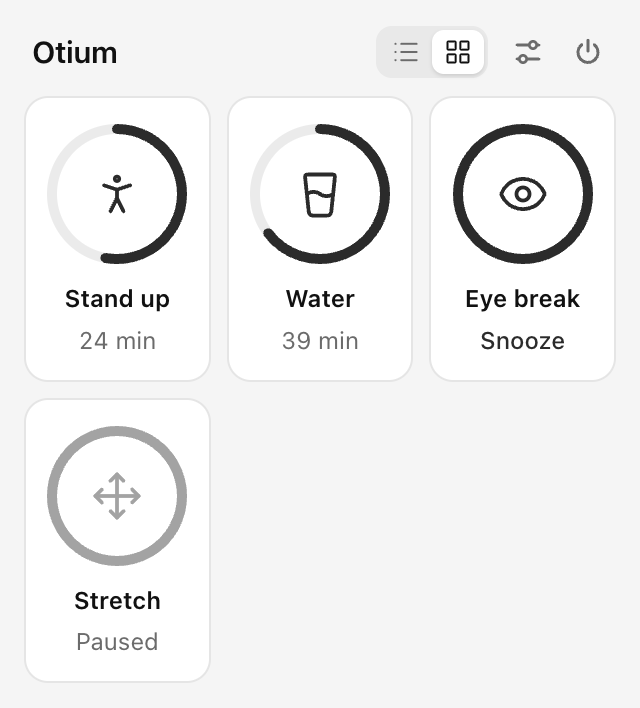 Otium
Stand up
24 min
Water
39 min
Eye break
Snooze
Stretch
Paused